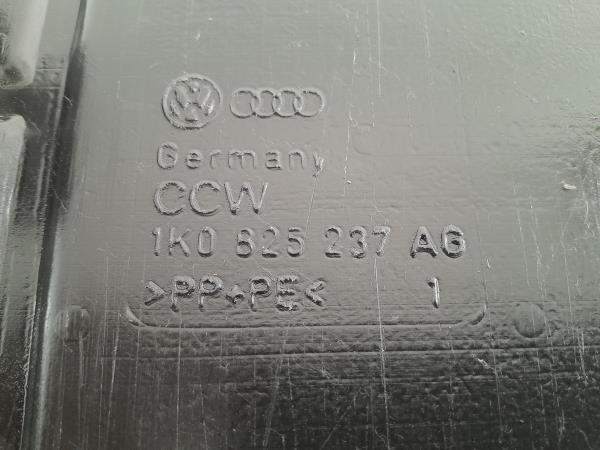 Germany
CCW
1K0 825 237 AG
>PP+PE< 1